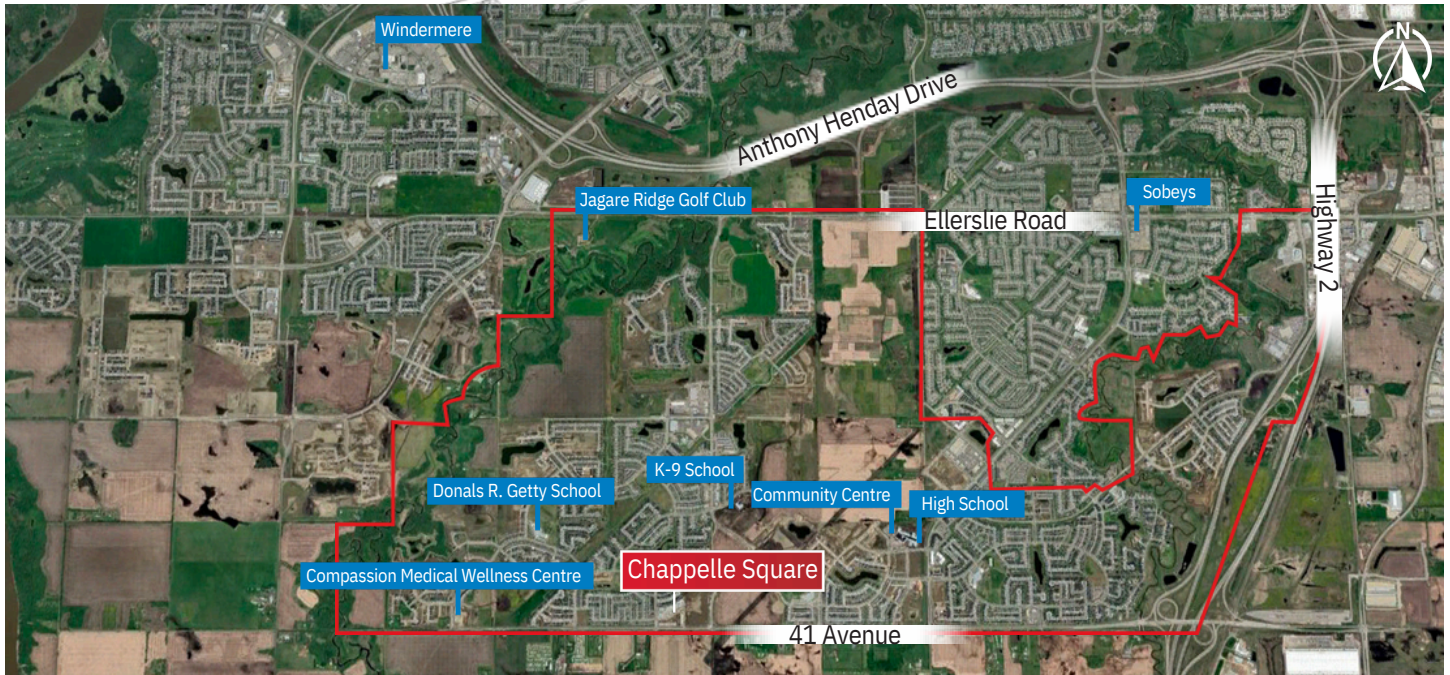 Windermere
N
Anthony Henday Drive
Jagare Ridge Golf Club
Sobeys
Ellerslie Road
Highway 2
K-9 School
Donals R. Getty School
Community Centre
High School
Compassion Medical Wellness Centre
Chappelle Square
41 Avenue